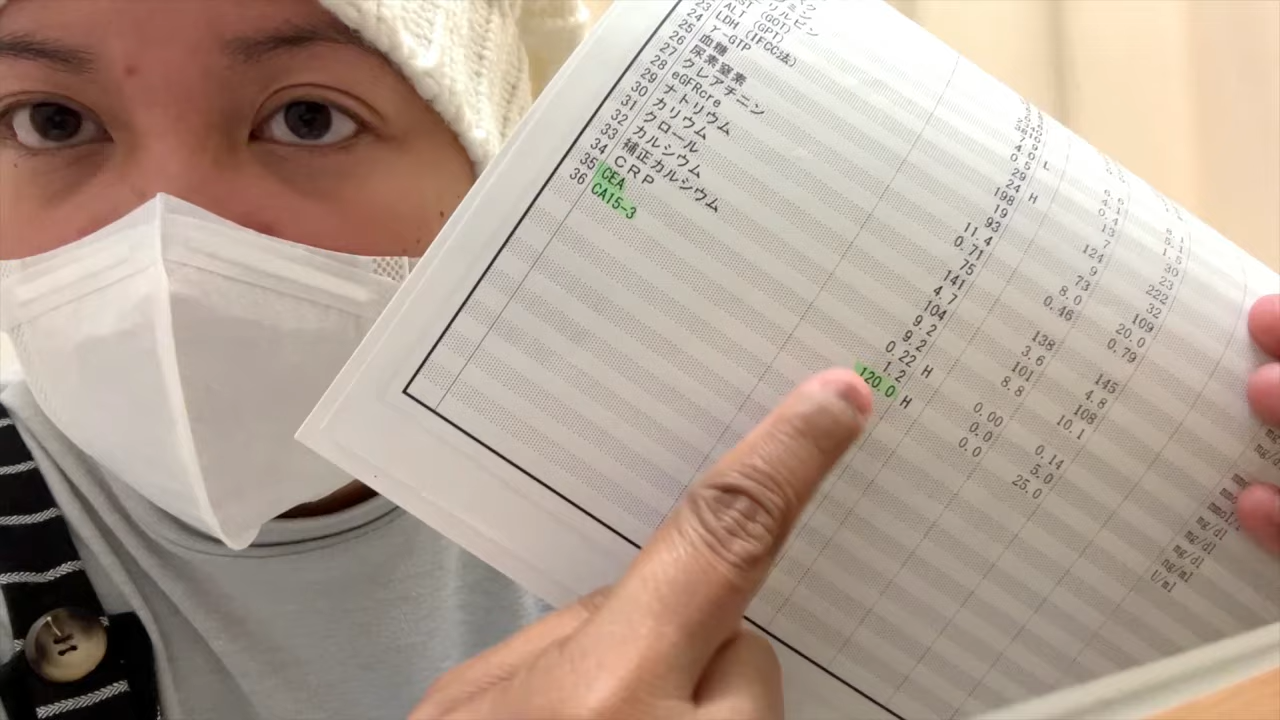 AST (GOT) 29 13 30
(GPT) 24 H 7 23
23 LDH (IFCC法) 198 124 222
24 γ-GTP 19 9 32
25 血糖 93 73 109
26 尿素窒素 11.4 8.0 20.0
27 クレアチニン 0.71 0.46 0.79
28 eGFRcre 75
29 ナトリウム 141 138 145
30 カリウム 4.7 3.6 4.8
31 クロール 104 101 108
32 カルシウム 9.2 8.8 10.1 mg/dl
33 補正カルシウム 9.2 mg/dl
34 CRP 0.22 H 0.00 0.14 mg/dl
35 CEA 1.2 0.0 5.0 ng/ml
36 CA15-3 120.0 H 0.0 25.0 U/ml